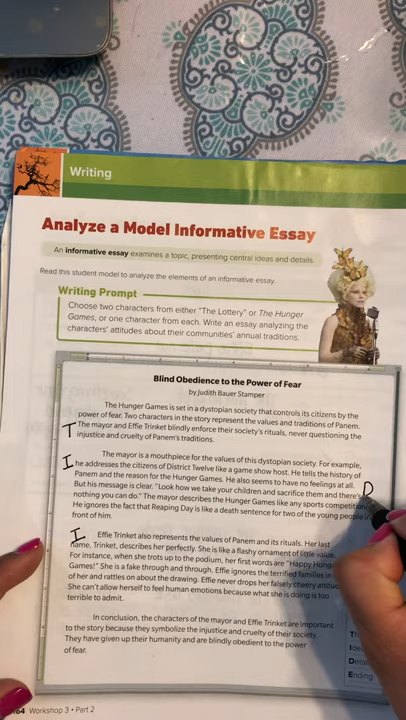 Writing
Analyze a Model Informative Essay
An informative essay examines a topic, presenting central ideas and details.
Read this student model to analyze the elements of an informative essay.
Writing Prompt
Choose two characters from either "The Lottery" or The Hunger
Games, or one character from each. Write an essay analyzing the
characters' attitudes about their communities' annual traditions.
Blind Obedience to the Power of Fear
by Judith Bauer Stamper
The Hunger Games is set in a dystopian society that controls its citizens by the
power of fear. Two characters in the story represent the values and traditions of Panem.
T The mayor and Effie Trinket blindly enforce their society's rituals, never questioning the
injustice and cruelty of Panem's traditions.
I The mayor is a mouthpiece for the values of this dystopian society. For example,
he addresses the citizens of District Twelve like a game show host. He tells the history of
Panem and the reason for the Hunger Games. He also seems to have no feelings at all.
But his message is clear. "Look how we take your children and sacrifice them and there's D
nothing you can do." The mayor describes the Hunger Games like any sports competition.
He ignores the fact that Reaping Day is like a death sentence for two of the young people in
front of him.
I Effie Trinket also represents the values of Panem and its rituals. Her last
name, Trinket, describes her perfectly. She is like a flashy ornament of little value.
For instance, when she trots up to the podium, her first words are "Happy Hunger
Games!" She is a fake through and through. Effie ignores the terrified families in
of her and rattles on about the drawing. Effie never drops her falsely cheery attitude
She can't allow herself to feel human emotions because what she is doing is too
terrible to admit.
In conclusion, the characters of the mayor and Effie Trinket are important
to the story because they symbolize the injustice and cruelty of their society.
They have given up their humanity and are blindly obedient to the power
of fear.
Ending
64 Workshop 3 • Part 2